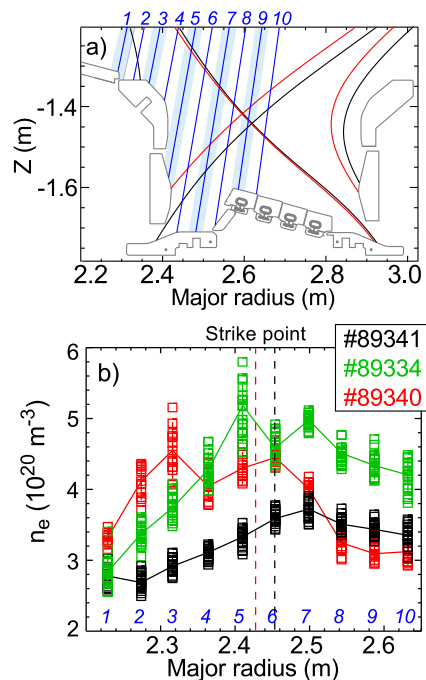 1 2 3 4 5 6 7 8 9 10
a)
-1.4
-1.6
Z (m)
2.2 2.4 2.6 2.8 3.0
Major radius (m)
Strike point
#89341
#89334
#89340
b)
6
5
4
3
2
n_e (10^20 m^-3)
1 2 3 4 5 6 7 8 9 10
2.3 2.4 2.5 2.6
Major radius (m)